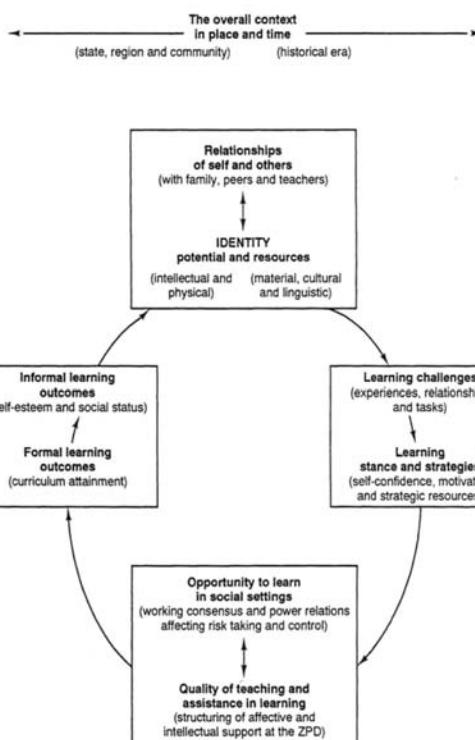 The overall context
in place and time
(state, region and community) (historical era)
Relationships
of self and others
(with family, peers and teachers)
IDENTITY
potential and resources
(intellectual and (material, cultural
physical) and linguistic)
Informal learning
outcomes
elf-esteem and social status)
Formal learning
outcomes
(curriculum attainment)
Learning challenges
(experiences, relationsh
and tasks)
Learning
stance and strategies
(self-confidence, motivat
and strategic resources
Opportunity to learn
in social settings
(working consensus and power relations
affecting risk taking and control)
Quality of teaching and
assistance in learning
(structuring of affective and
intellectual support at the ZPD)